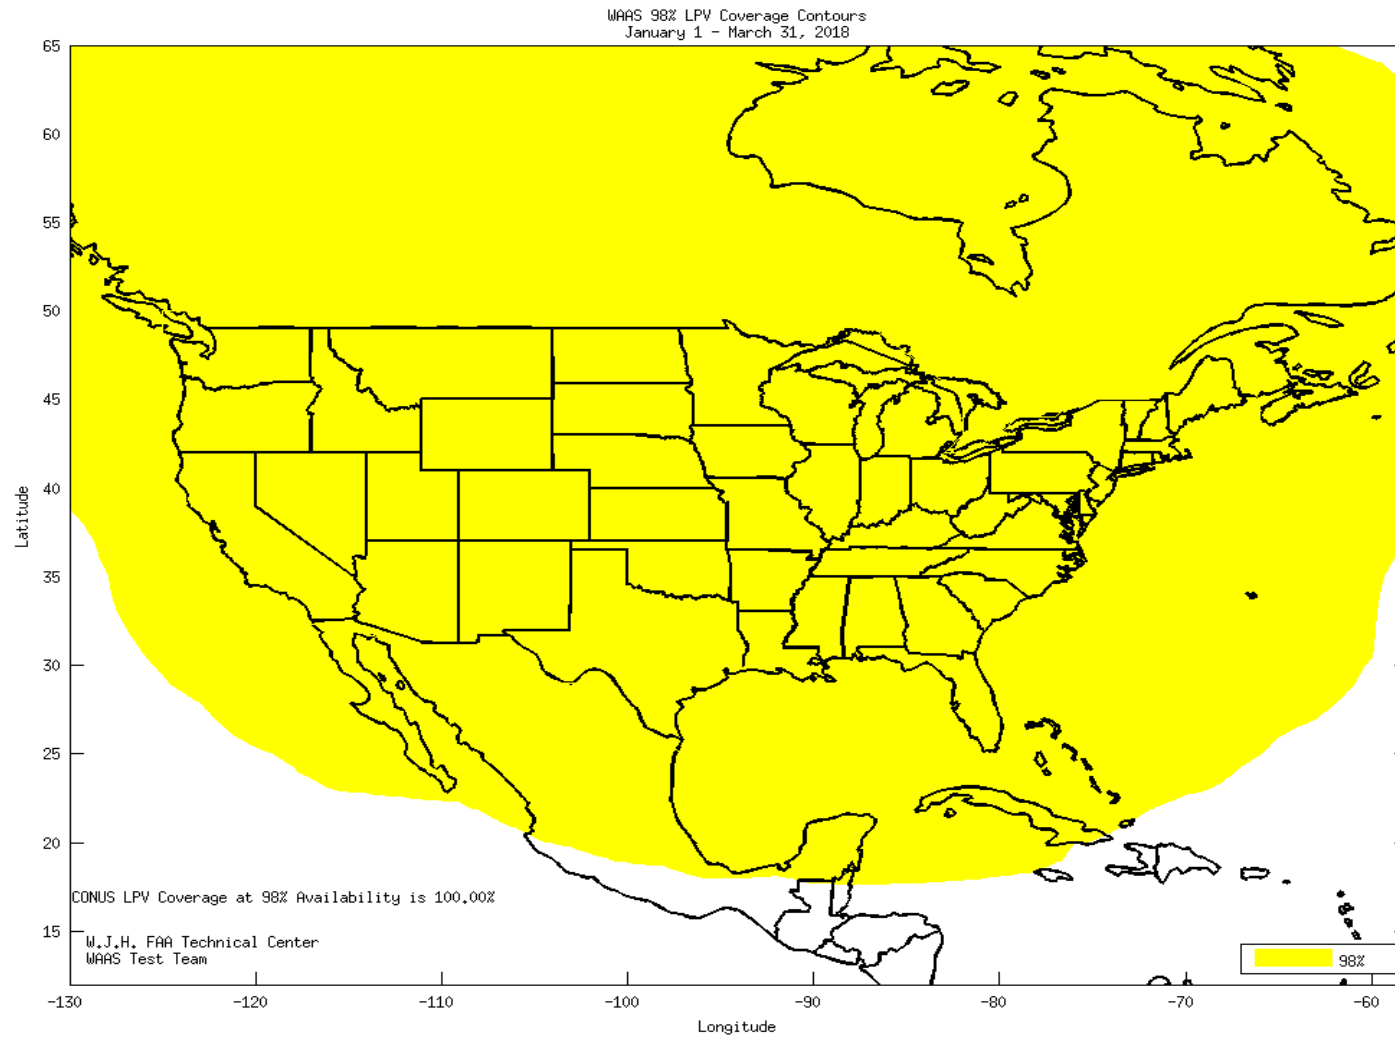 WAAS 98% LPV Coverage Contours
January 1 - March 31, 2018
65
60
55
50
45
40
35
30
25
20
15
Latitude
CONUS LPV Coverage at 98% Availability is 100.00%
W.J.H. FAA Technical Center
WAAS Test Team
98%
-130 -120 -110 -100 -90 -80 -70 -60
Longitude